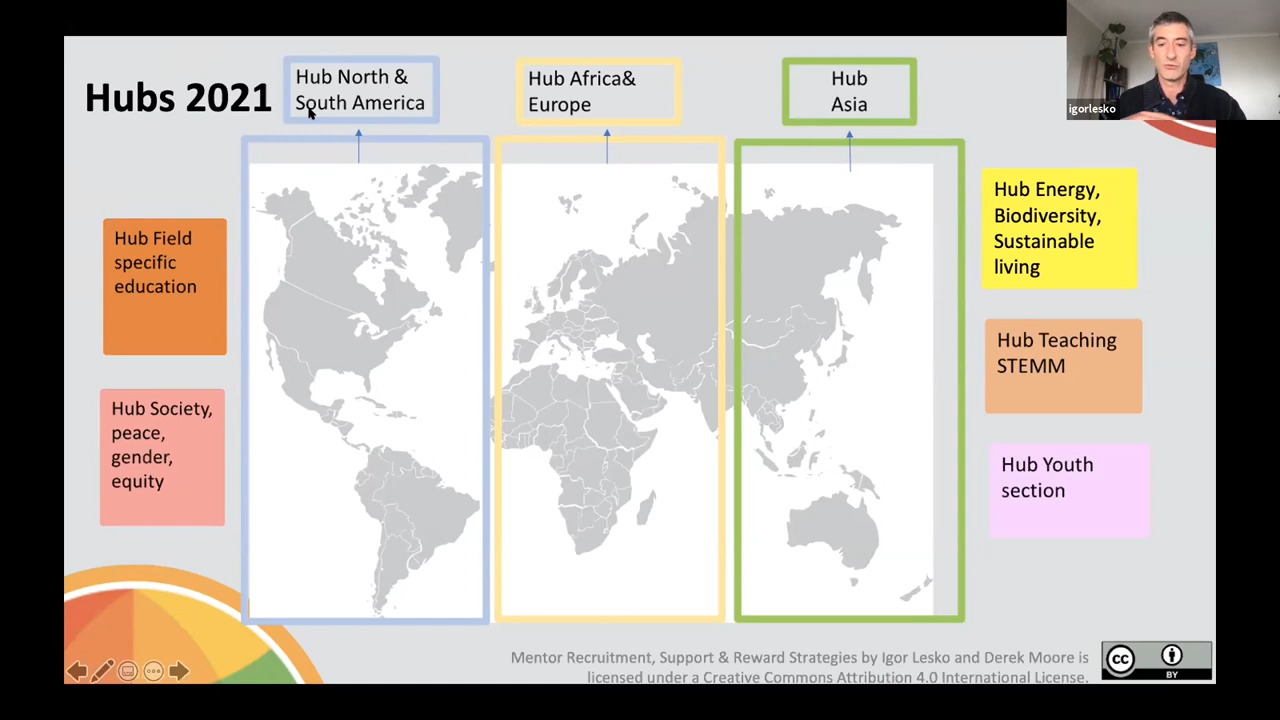 Hubs 2021
Hub North &
South America
Hub Africa&
Europe
Hub
Asia
igorlesko
Hub Field
specific
education
Hub Society,
peace,
gender,
equity
Hub Energy,
Biodiversity,
Sustainable
living
Hub Teaching
STEMM
Hub Youth
section
Mentor Recruitment, Support & Reward Strategies by Igor Lesko and Derek Moore is
licensed under a Creative Commons Attribution 4.0 International License.
cc
BY